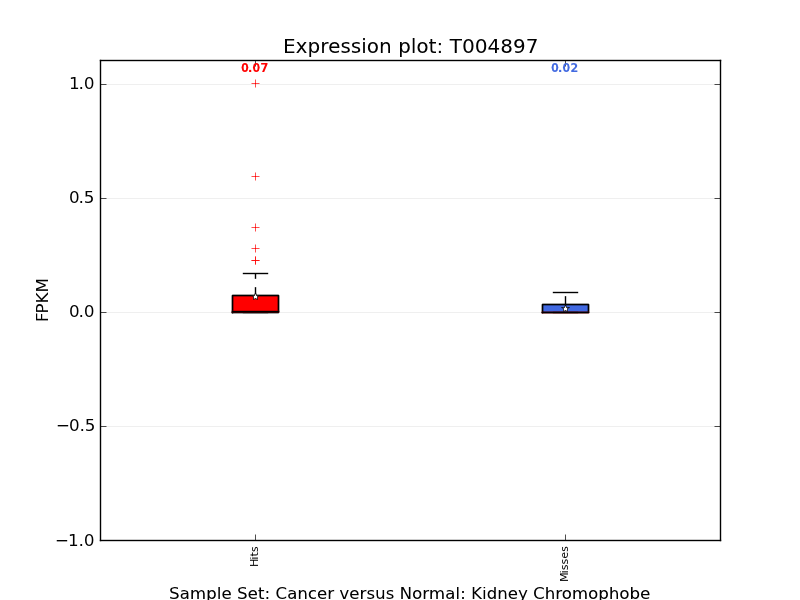 Expression plot: T004897
0.07
0.02
1.0
0.5
0.0
−0.5
−1.0
FPKM
Hits
Misses
Sample Set: Cancer versus Normal: Kidney Chromophobe